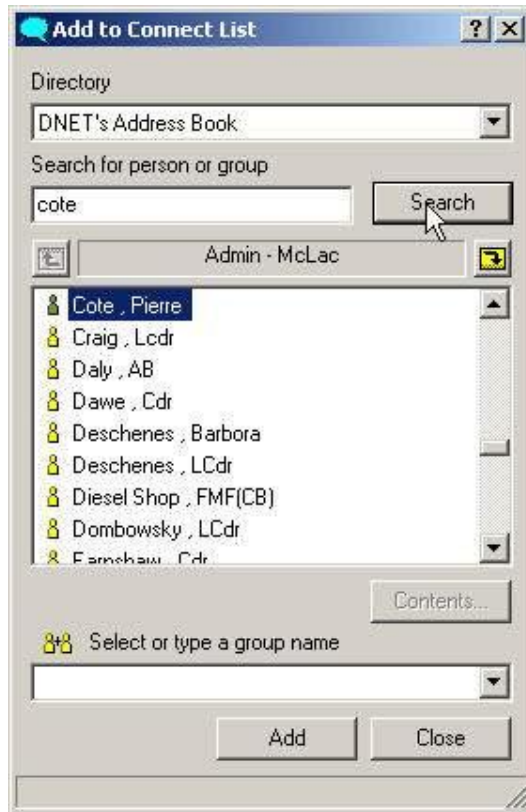 Add to Connect List
Directory
DNET's Address Book
Search for person or group
cote
Search
Admin - McLac
Cote , Pierre
Craig , Lcdr
Daly , AB
Dawe , Cdr
Deschenes , Barbora
Deschenes , LCdr
Diesel Shop , FMF(CB)
Dombowsky , LCdr
Earnshaw , Cdr
Contents...
Select or type a group name
Add
Close